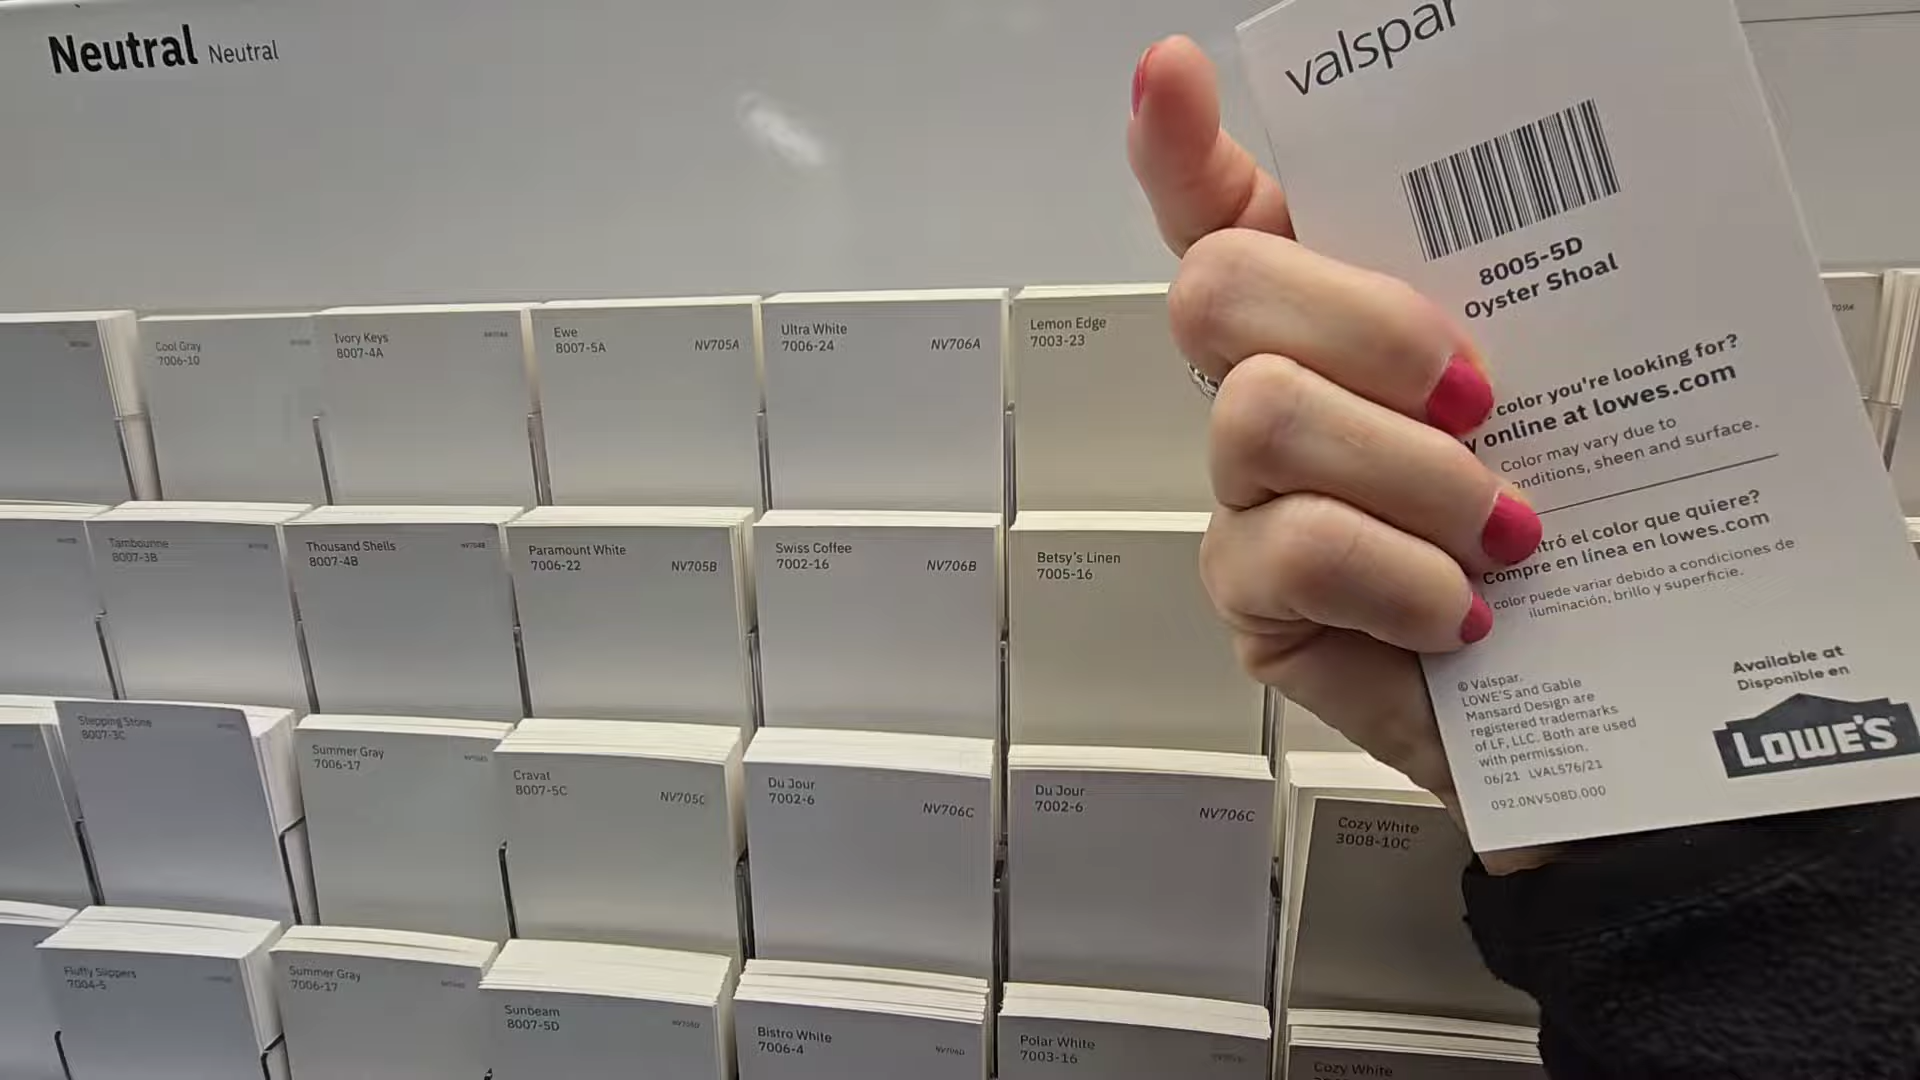 Neutral Neutral
Cool Gray
7006-10
Ivory Keys
8007-4A
Ewe
8007-5A
NV705A
Ultra White
7006-24
NV706A
Lemon Edge
7003-23
Tambourine
8007-3B
Thousand Shells
8007-4B
NV704B
Paramount White
7006-22
NV705B
Swiss Coffee
7002-16
NV706B
Betsy's Linen
7005-16
Stepping Stone
8007-3C
Summer Gray
7006-17
Cravat
8007-5C
NV705C
Du Jour
7002-6
NV706C
Du Jour
7002-6
NV706C
Cozy White
3008-10C
Fluffy Slippers
7004-5
Summer Gray
7006-17
Sunbeam
8007-5D
NV705D
Bistro White
7006-4
NV706D
Polar White
7003-16
Cozy White
valspar
8005-5D
Oyster Shoal
color you're looking for?
online at lowes.com
Color may vary due to
conditions, sheen and surface.
el color que quiere?
Compre en línea en lowes.com
color puede variar debido a condiciones de
iluminación, brillo y superficie.
© Valspar.
LOWE'S and Gable
Mansard Design are
registered trademarks
of LF, LLC. Both are used
with permission.
06/21 LVAL576/21
092.0NV508D.000
Available at
Disponible en
LOWE'S